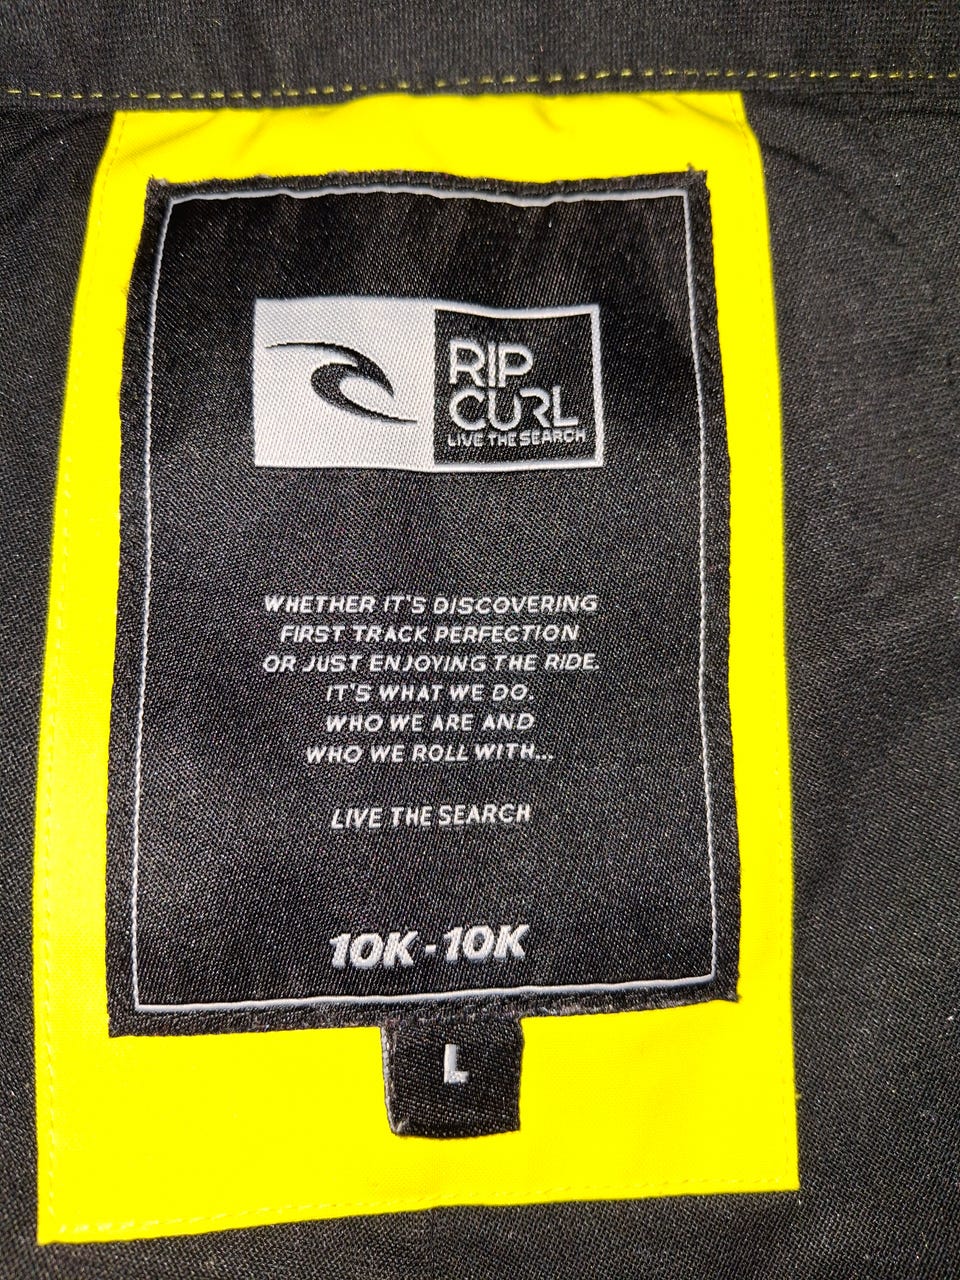 RIP
CURL
LIVE THE SEARCH
WHETHER IT'S DISCOVERING
FIRST TRACK PERFECTION
OR JUST ENJOYING THE RIDE.
IT'S WHAT WE DO.
WHO WE ARE AND
WHO WE ROLL WITH...
LIVE THE SEARCH
10K - 10K
L